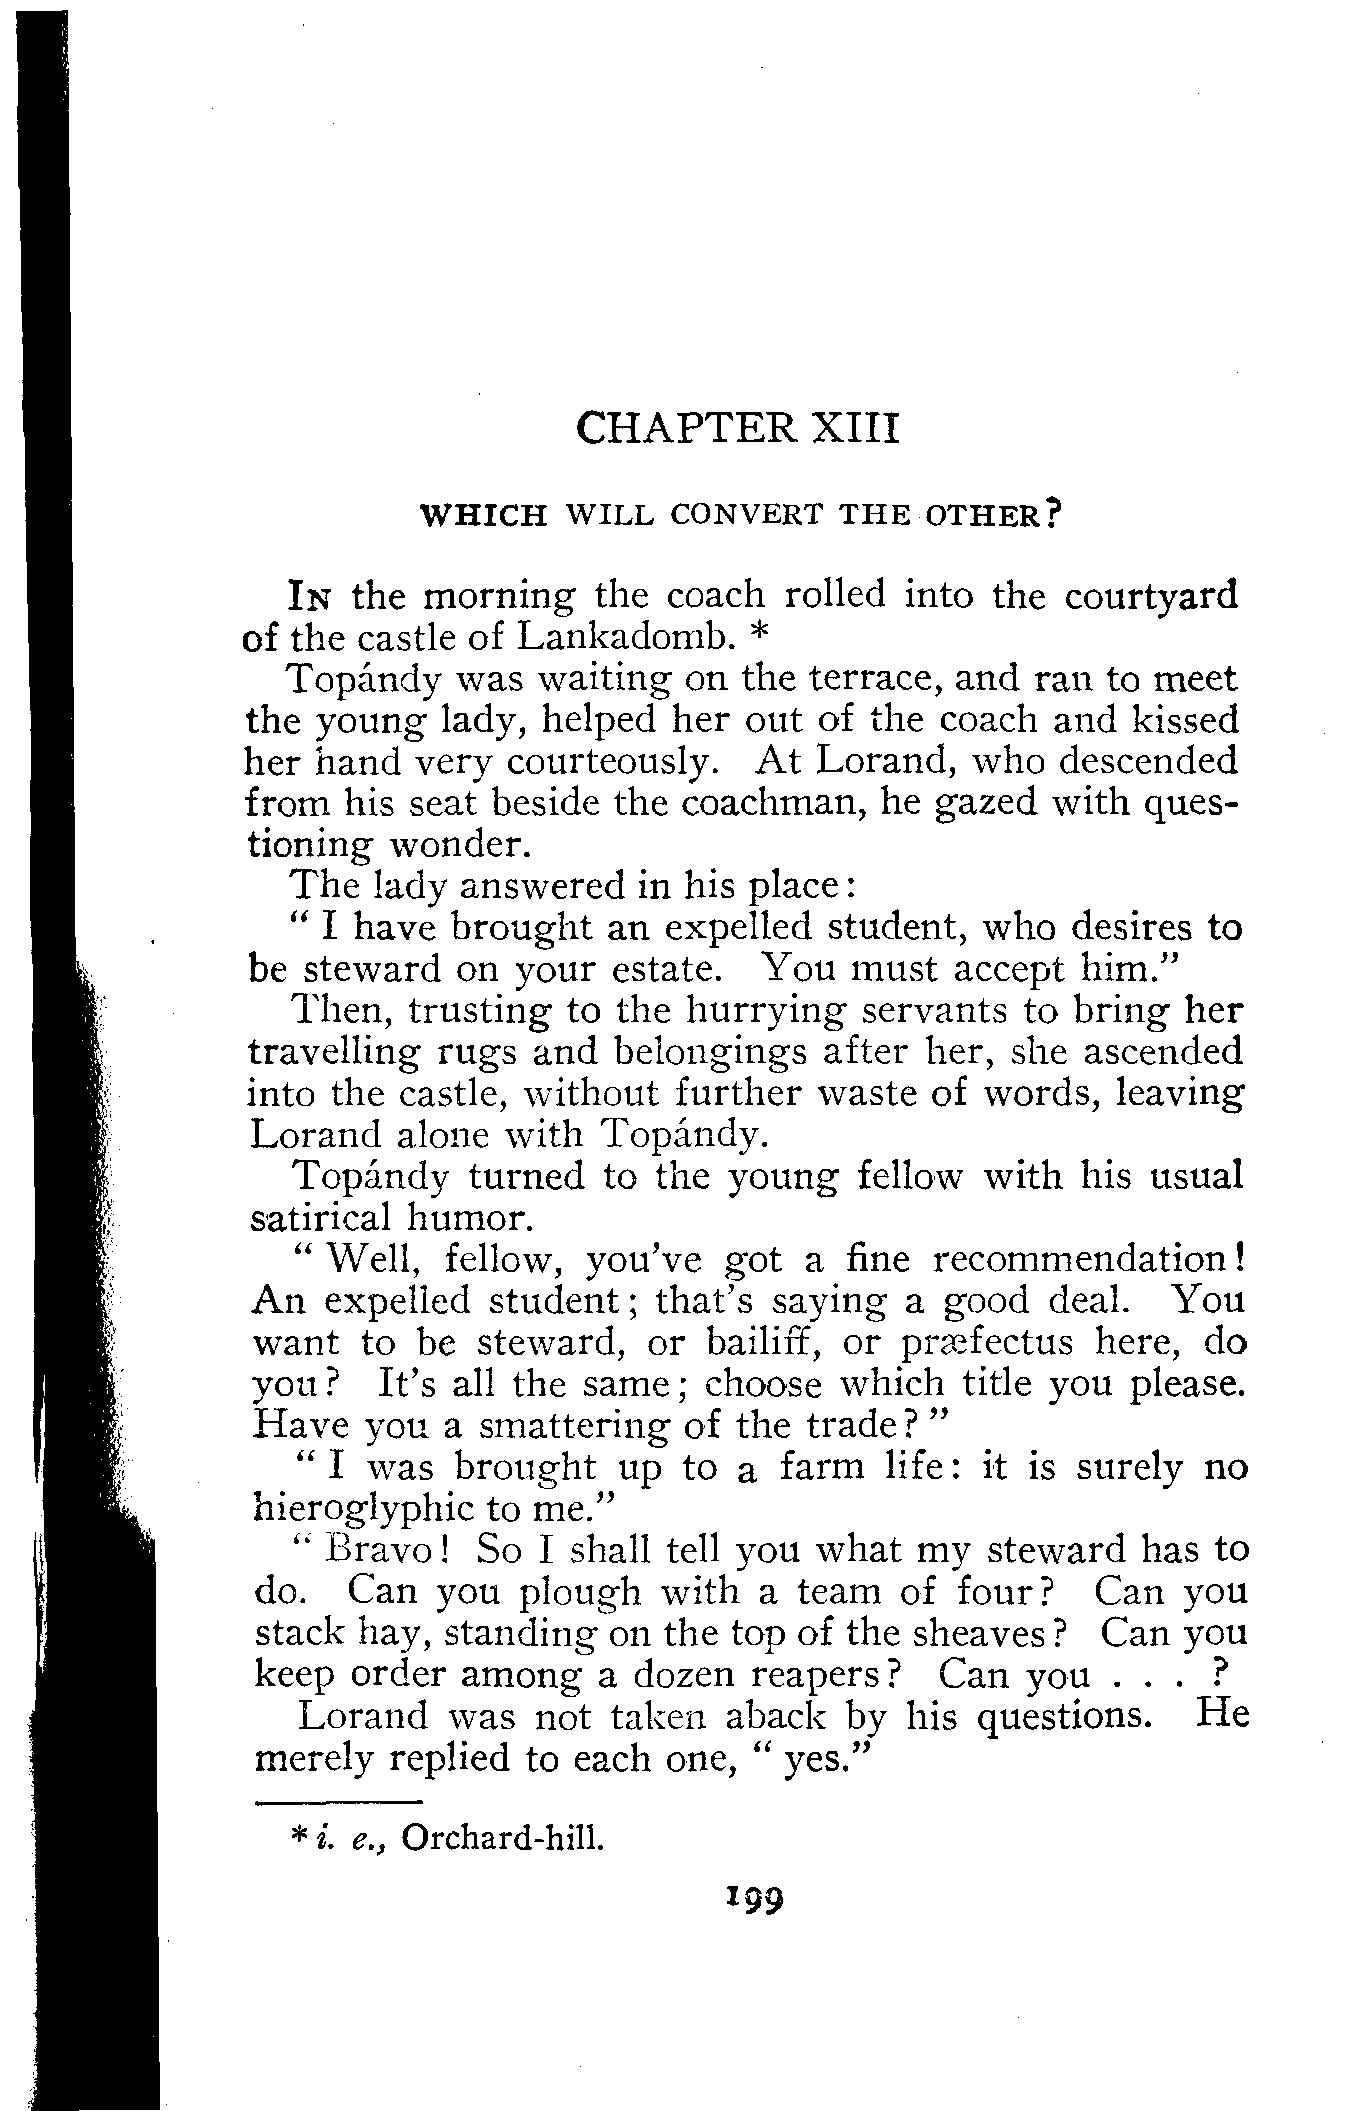 CHAPTER XIII
WHICH WILL CONVERT THE OTHER?
IN the morning the coach rolled into the courtyard
of the castle of Lankadomb. *
Topándy was waiting on the terrace, and ran to meet
the young lady, helped her out of the coach and kissed
her hand very courteously. At Lorand, who descended
from his seat beside the coachman, he gazed with ques-
tioning wonder.
The lady answered in his place:
" I have brought an expelled student, who desires to
be steward on your estate. You must accept him."
Then, trusting to the hurrying servants to bring her
travelling rugs and belongings after her, she ascended
into the castle, without further waste of words, leaving
Lorand alone with Topándy.
Topándy turned to the young fellow with his usual
satirical humor.
" Well, fellow, you've got a fine recommendation!
An expelled student; that's saying a good deal. You
want to be steward, or bailiff, or præfectus here, do
you? It's all the same; choose which title you please.
Have you a smattering of the trade?"
" I was brought up to a farm life: it is surely no
hieroglyphic to me."
" Bravo! So I shall tell you what my steward has to
do. Can you plough with a team of four? Can you
stack hay, standing on the top of the sheaves? Can you
keep order among a dozen reapers? Can you . . . ?
Lorand was not taken aback by his questions. He
merely replied to each one, " yes."
* i. e., Orchard-hill.
199